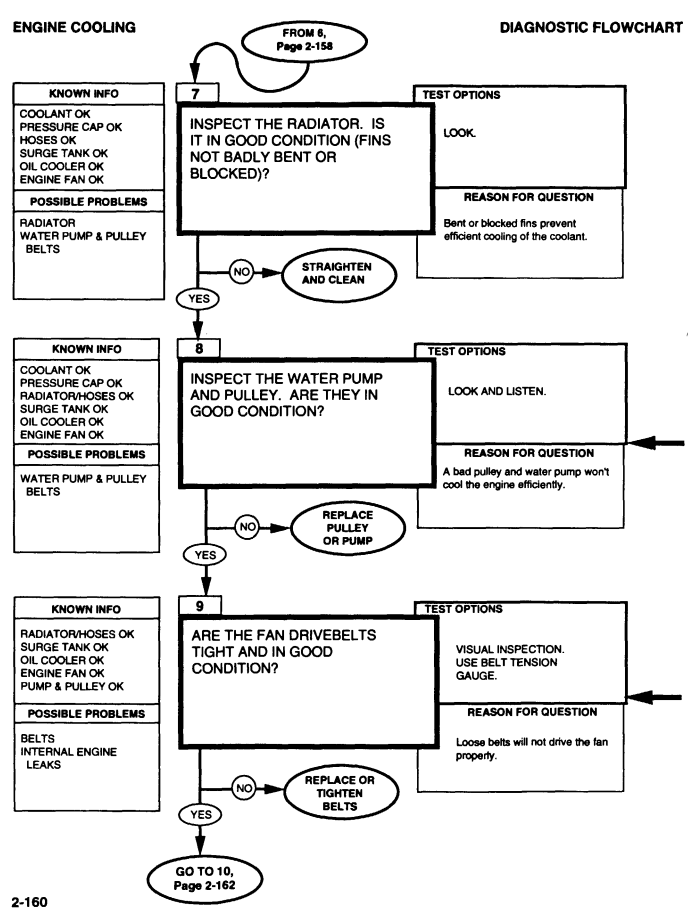 ENGINE COOLING
DIAGNOSTIC FLOWCHART
FROM 6,
Page 2-158
KNOWN INFO
COOLANT OK
PRESSURE CAP OK
HOSES OK
SURGE TANK OK
OIL COOLER OK
ENGINE FAN OK
POSSIBLE PROBLEMS
RADIATOR
WATER PUMP & PULLEY
BELTS
7
INSPECT THE RADIATOR. IS
IT IN GOOD CONDITION (FINS
NOT BADLY BENT OR
BLOCKED)?
TEST OPTIONS
LOOK.
REASON FOR QUESTION
Bent or blocked fins prevent
efficient cooling of the coolant.
NO
STRAIGHTEN
AND CLEAN
YES
KNOWN INFO
COOLANT OK
PRESSURE CAP OK
RADIATOR/HOSES OK
SURGE TANK OK
OIL COOLER OK
ENGINE FAN OK
POSSIBLE PROBLEMS
WATER PUMP & PULLEY
BELTS
8
INSPECT THE WATER PUMP
AND PULLEY. ARE THEY IN
GOOD CONDITION?
TEST OPTIONS
LOOK AND LISTEN.
REASON FOR QUESTION
A bad pulley and water pump won't
cool the engine efficiently.
NO
REPLACE
PULLEY
OR PUMP
YES
KNOWN INFO
RADIATOR/HOSES OK
SURGE TANK OK
OIL COOLER OK
ENGINE FAN OK
PUMP & PULLEY OK
POSSIBLE PROBLEMS
BELTS
INTERNAL ENGINE
LEAKS
9
ARE THE FAN DRIVEBELTS
TIGHT AND IN GOOD
CONDITION?
TEST OPTIONS
VISUAL INSPECTION.
USE BELT TENSION
GAUGE.
REASON FOR QUESTION
Loose belts will not drive the fan
properly.
NO
REPLACE OR
TIGHTEN
BELTS
YES
GO TO 10,
Page 2-162
2-160